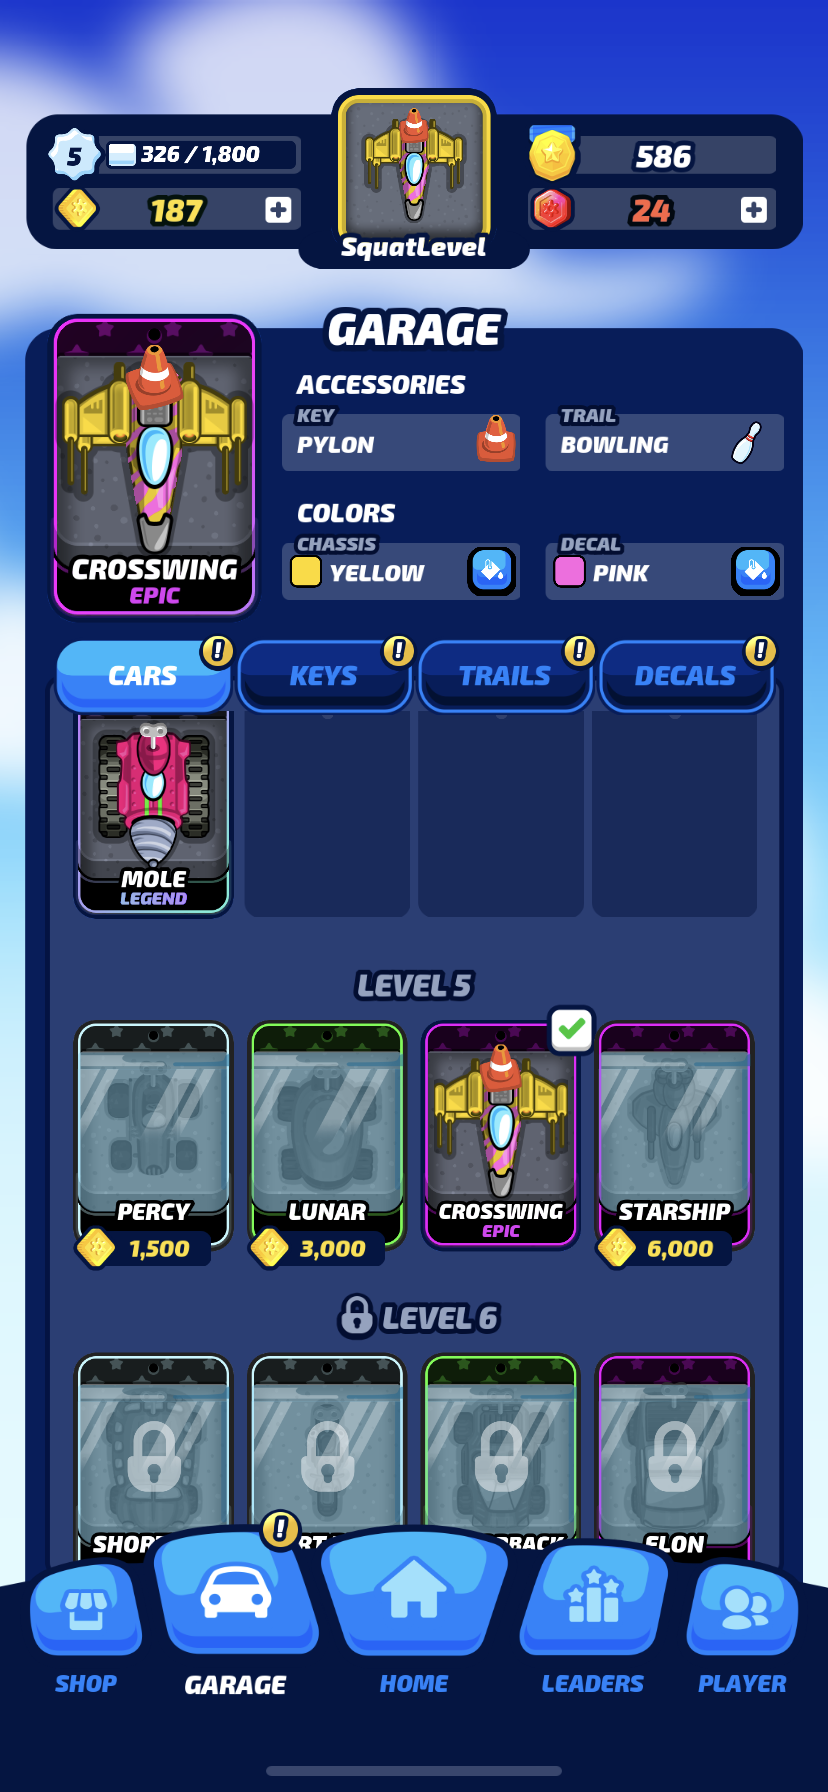 5
326 / 1,800
586
187
24
SquatLevel
GARAGE
ACCESSORIES
KEY
PYLON
TRAIL
BOWLING
COLORS
CHASSIS
YELLOW
DECAL
PINK
CROSSWING
EPIC
CARS
KEYS
TRAILS
DECALS
MOLE
LEGEND
LEVEL 5
PERCY
LUNAR
CROSSWING
EPIC
STARSHIP
1,500
3,000
6,000
LEVEL 6
SHOP
GARAGE
HOME
LEADERS
PLAYER